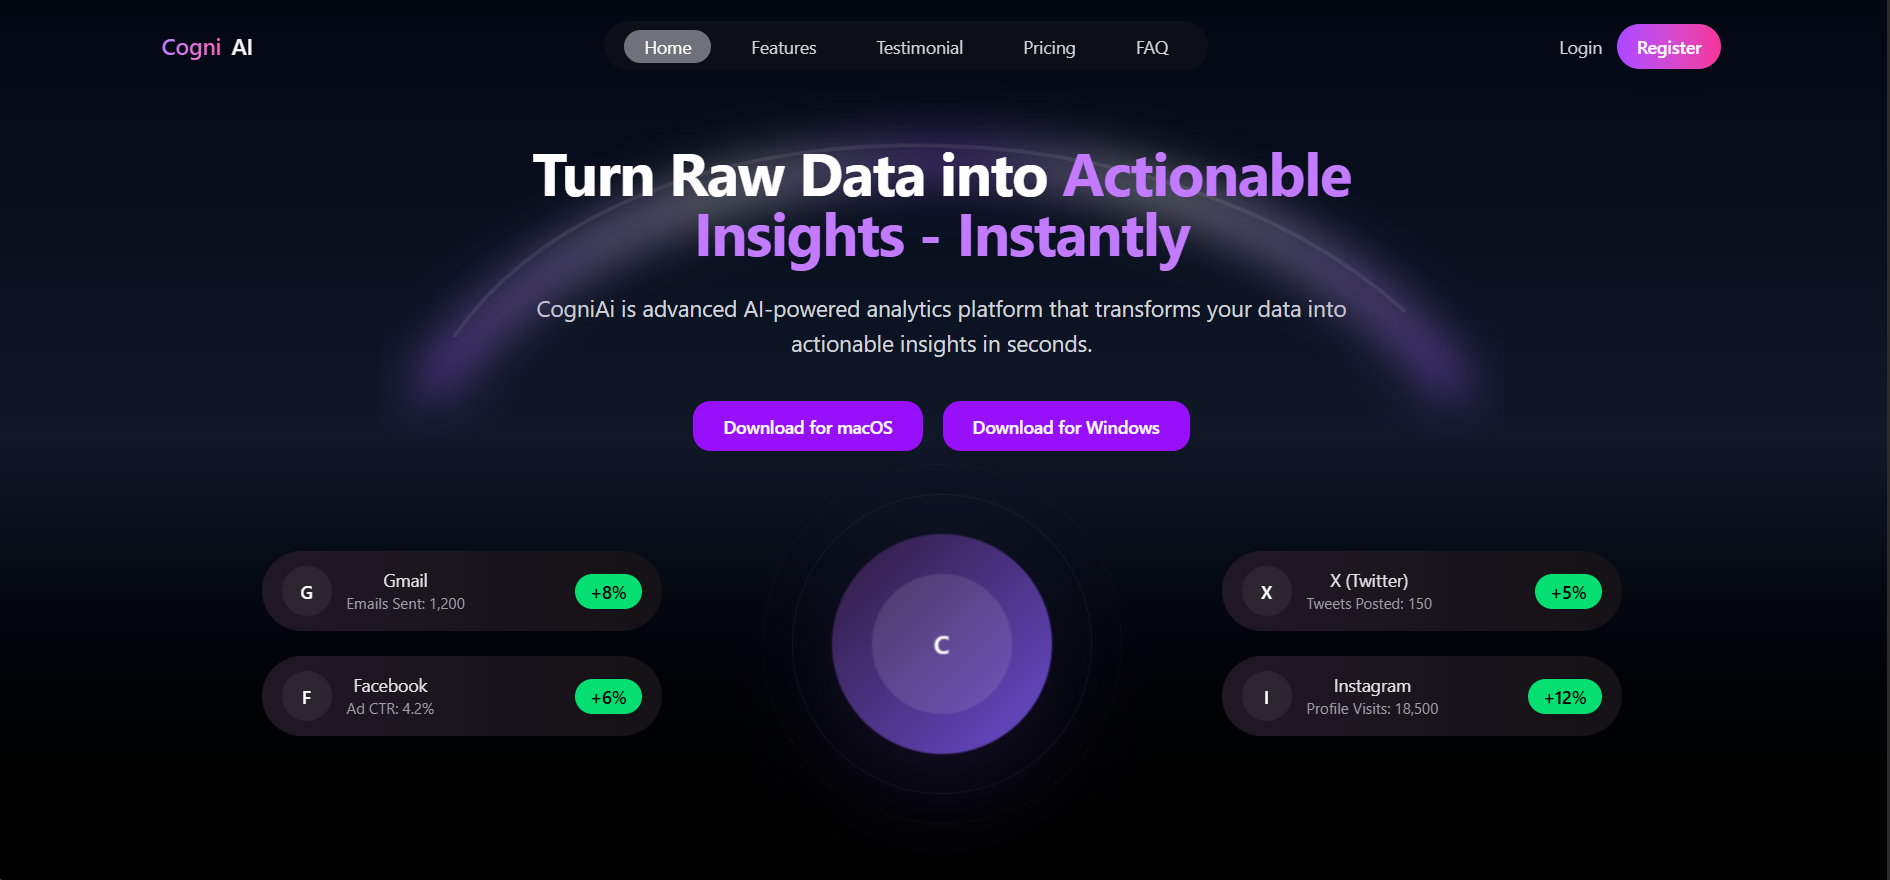 Cogni AI
Home Features Testimonial Pricing FAQ
Login Register
Turn Raw Data into Actionable
Insights - Instantly
CogniAi is advanced AI-powered analytics platform that transforms your data into
actionable insights in seconds.
Download for macOS
Download for Windows
G
Gmail
Emails Sent: 1,200
+8%
F
Facebook
Ad CTR: 4.2%
+6%
C
X
X (Twitter)
Tweets Posted: 150
+5%
I
Instagram
Profile Visits: 18,500
+12%